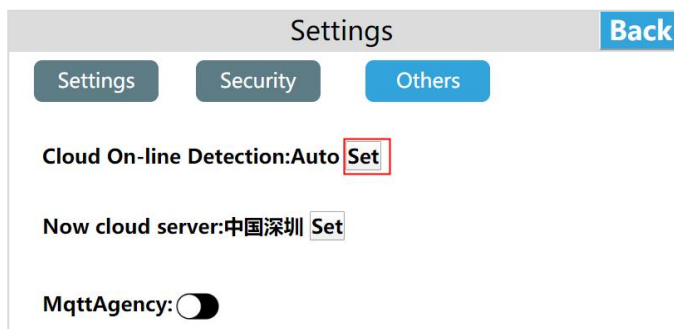 Settings
Back
Settings
Security
Others
Cloud On-line Detection:Auto Set
Now cloud server:中国深圳 Set
MqttAgency: